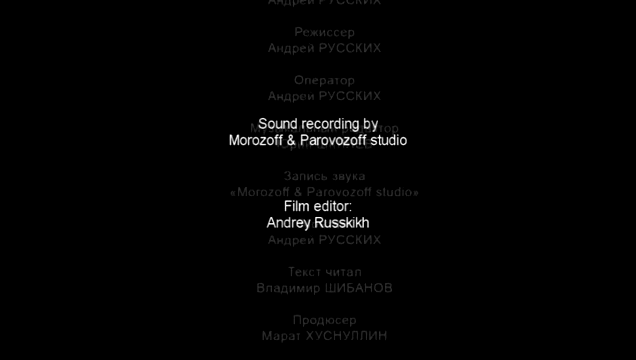 Андрей РУССКИХ
Режиссер
Андрей РУССКИХ
Оператор
Андрей РУССКИХ
Sound recording by
Morozoff & Parovozoff studio
Запись звука
«Morozoff & Parovozoff studio»
Film editor:
Andrey Russkikh
Андрей РУССКИХ
Текст читал
Владимир ШИБАНОВ
Продюсер
Марат ХУСНУЛЛИН